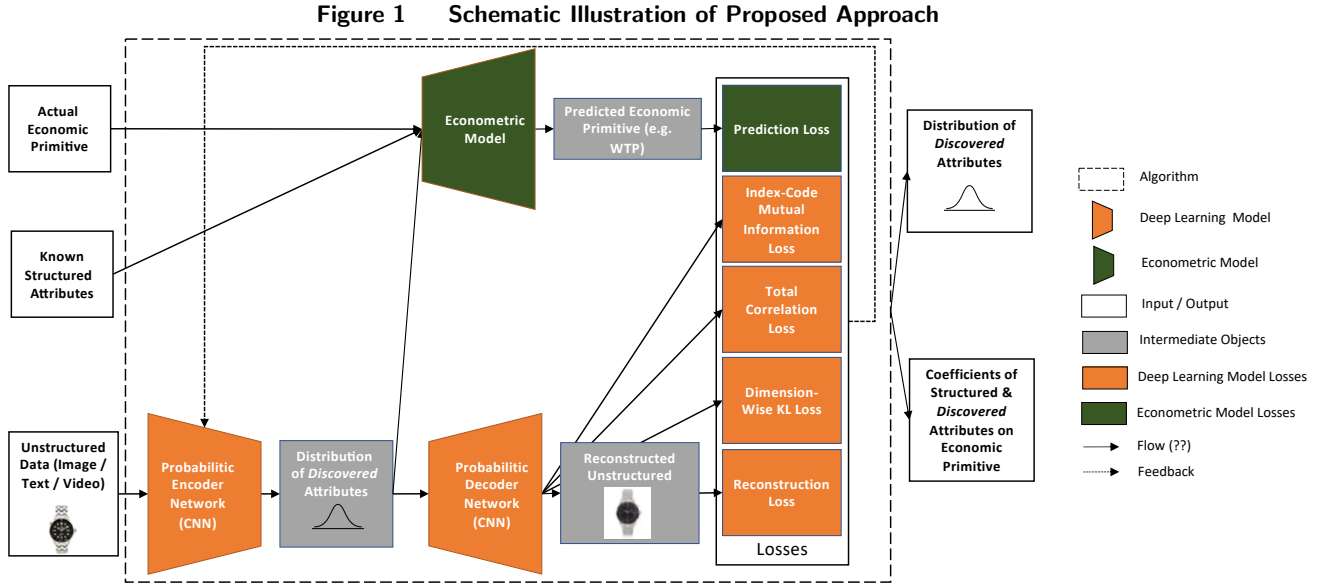 Figure 1 Schematic Illustration of Proposed Approach
Actual
Economic
Primitive
Known
Structured
Attributes
Unstructured
Data (Image /
Text / Video)
Probabilitic
Encoder
Network
(CNN)
Distribution
of Discovered
Attributes
Econometric
Model
Predicted Economic
Primitive (e.g.
WTP)
Probabilitic
Decoder
Network
(CNN)
Reconstructed
Unstructured
Prediction Loss
Index-Code
Mutual
Information
Loss
Total
Correlation
Loss
Dimension-
Wise KL Loss
Reconstruction
Loss
Losses
Distribution of
Discovered
Attributes
Coefficients of
Structured &
Discovered
Attributes on
Economic
Primitive
Algorithm
Deep Learning Model
Econometric Model
Input / Output
Intermediate Objects
Deep Learning Model Losses
Econometric Model Losses
Flow (??)
Feedback